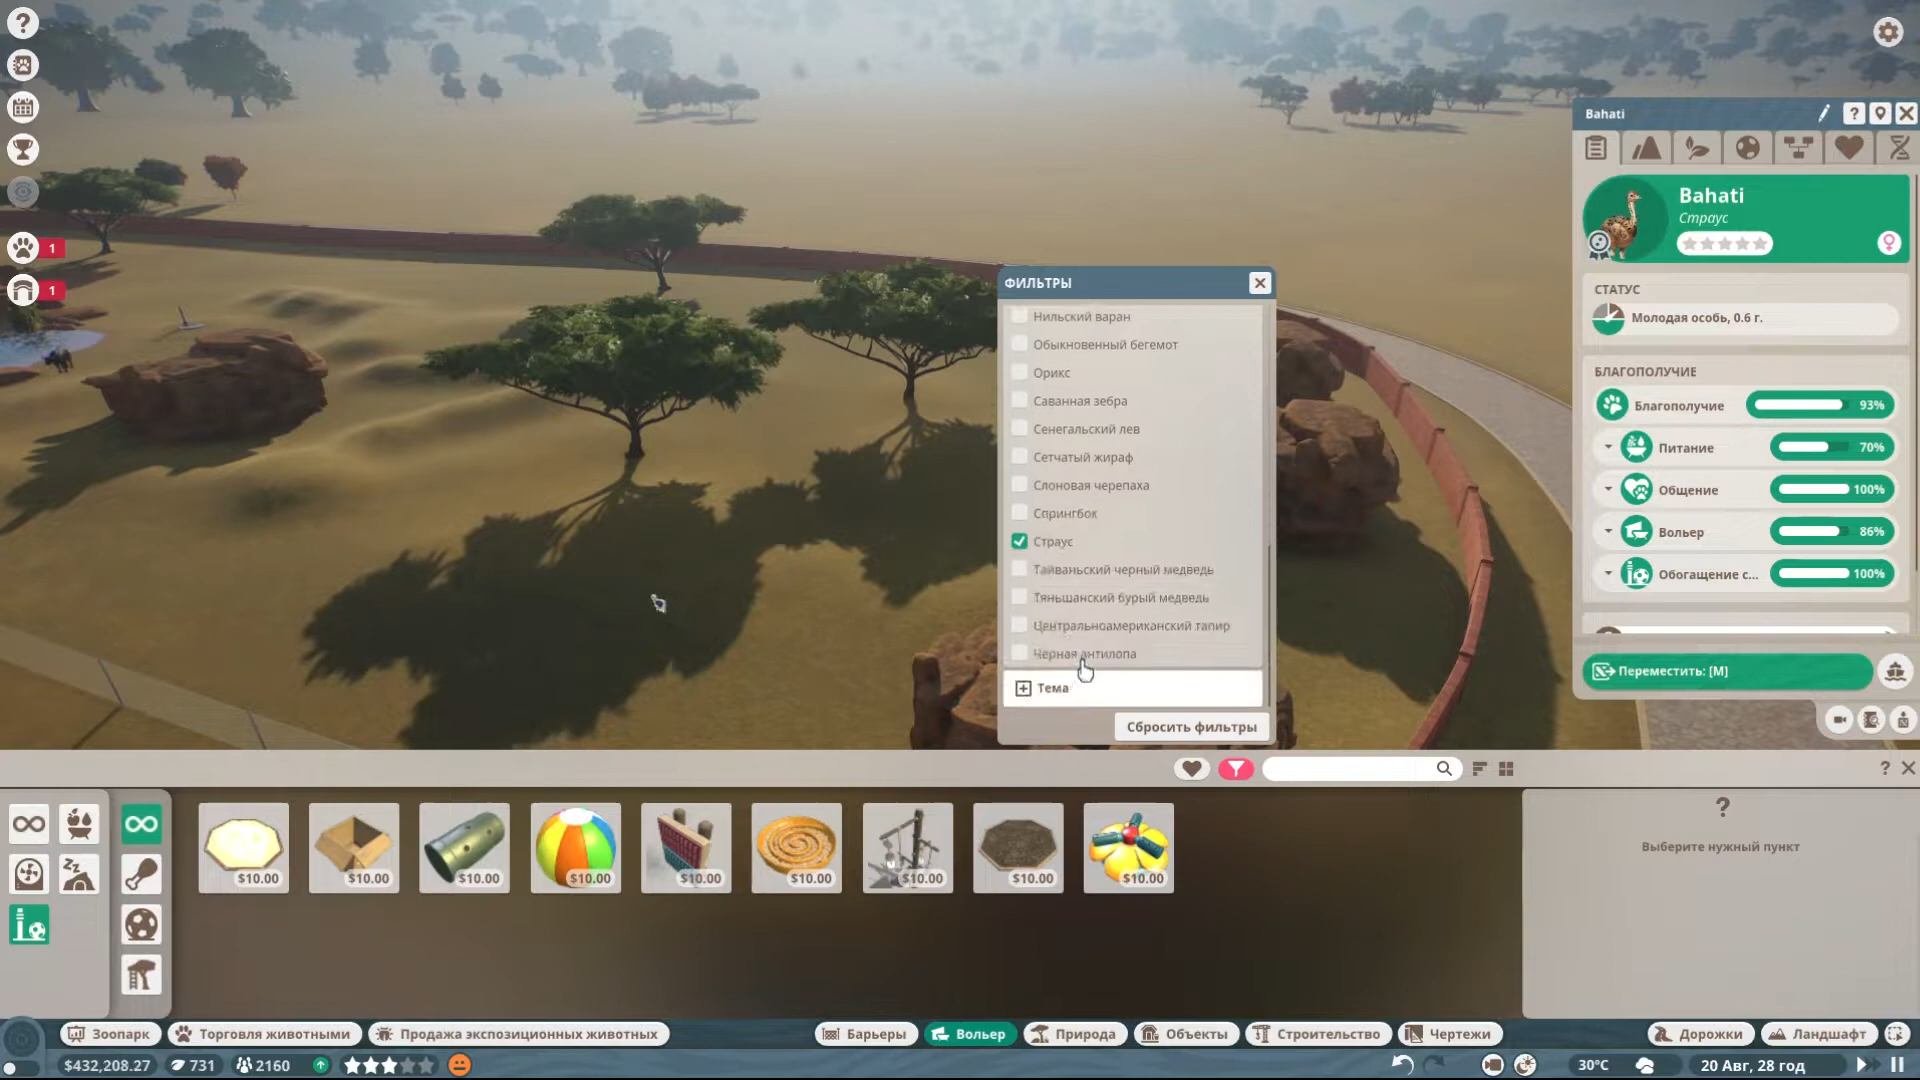 1
1
Bahati
?
Bahati
Страус
СТАТУС
Молодая особь, 0.6 г.
БЛАГОПОЛУЧИЕ
Благополучие 93%
Питание 70%
Общение 100%
Вольер 86%
Обогащение с... 100%
Переместить: [M]
ФИЛЬТРЫ
Нильский варан
Обыкновенный бегемот
Орикс
Саванная зебра
Сенегальский лев
Сетчатый жираф
Слоновая черепаха
Спрингбок
Страус
Тайваньский черный медведь
Тяньшанский бурый медведь
Центральноамериканский тапир
Черная антилопа
Тема
Сбросить фильтры
?
$10.00 $10.00 $10.00 $10.00 $10.00 $10.00 $10.00 $10.00 $10.00
?
Выберите нужный пункт
Зоопарк Торговля животными Продажа экспозиционных животных Барьеры Вольер Природа Объекты Строительство Чертежи Дорожки Ландшафт
$432,208.27 731 2160 30°C 20 Авг, 28 год